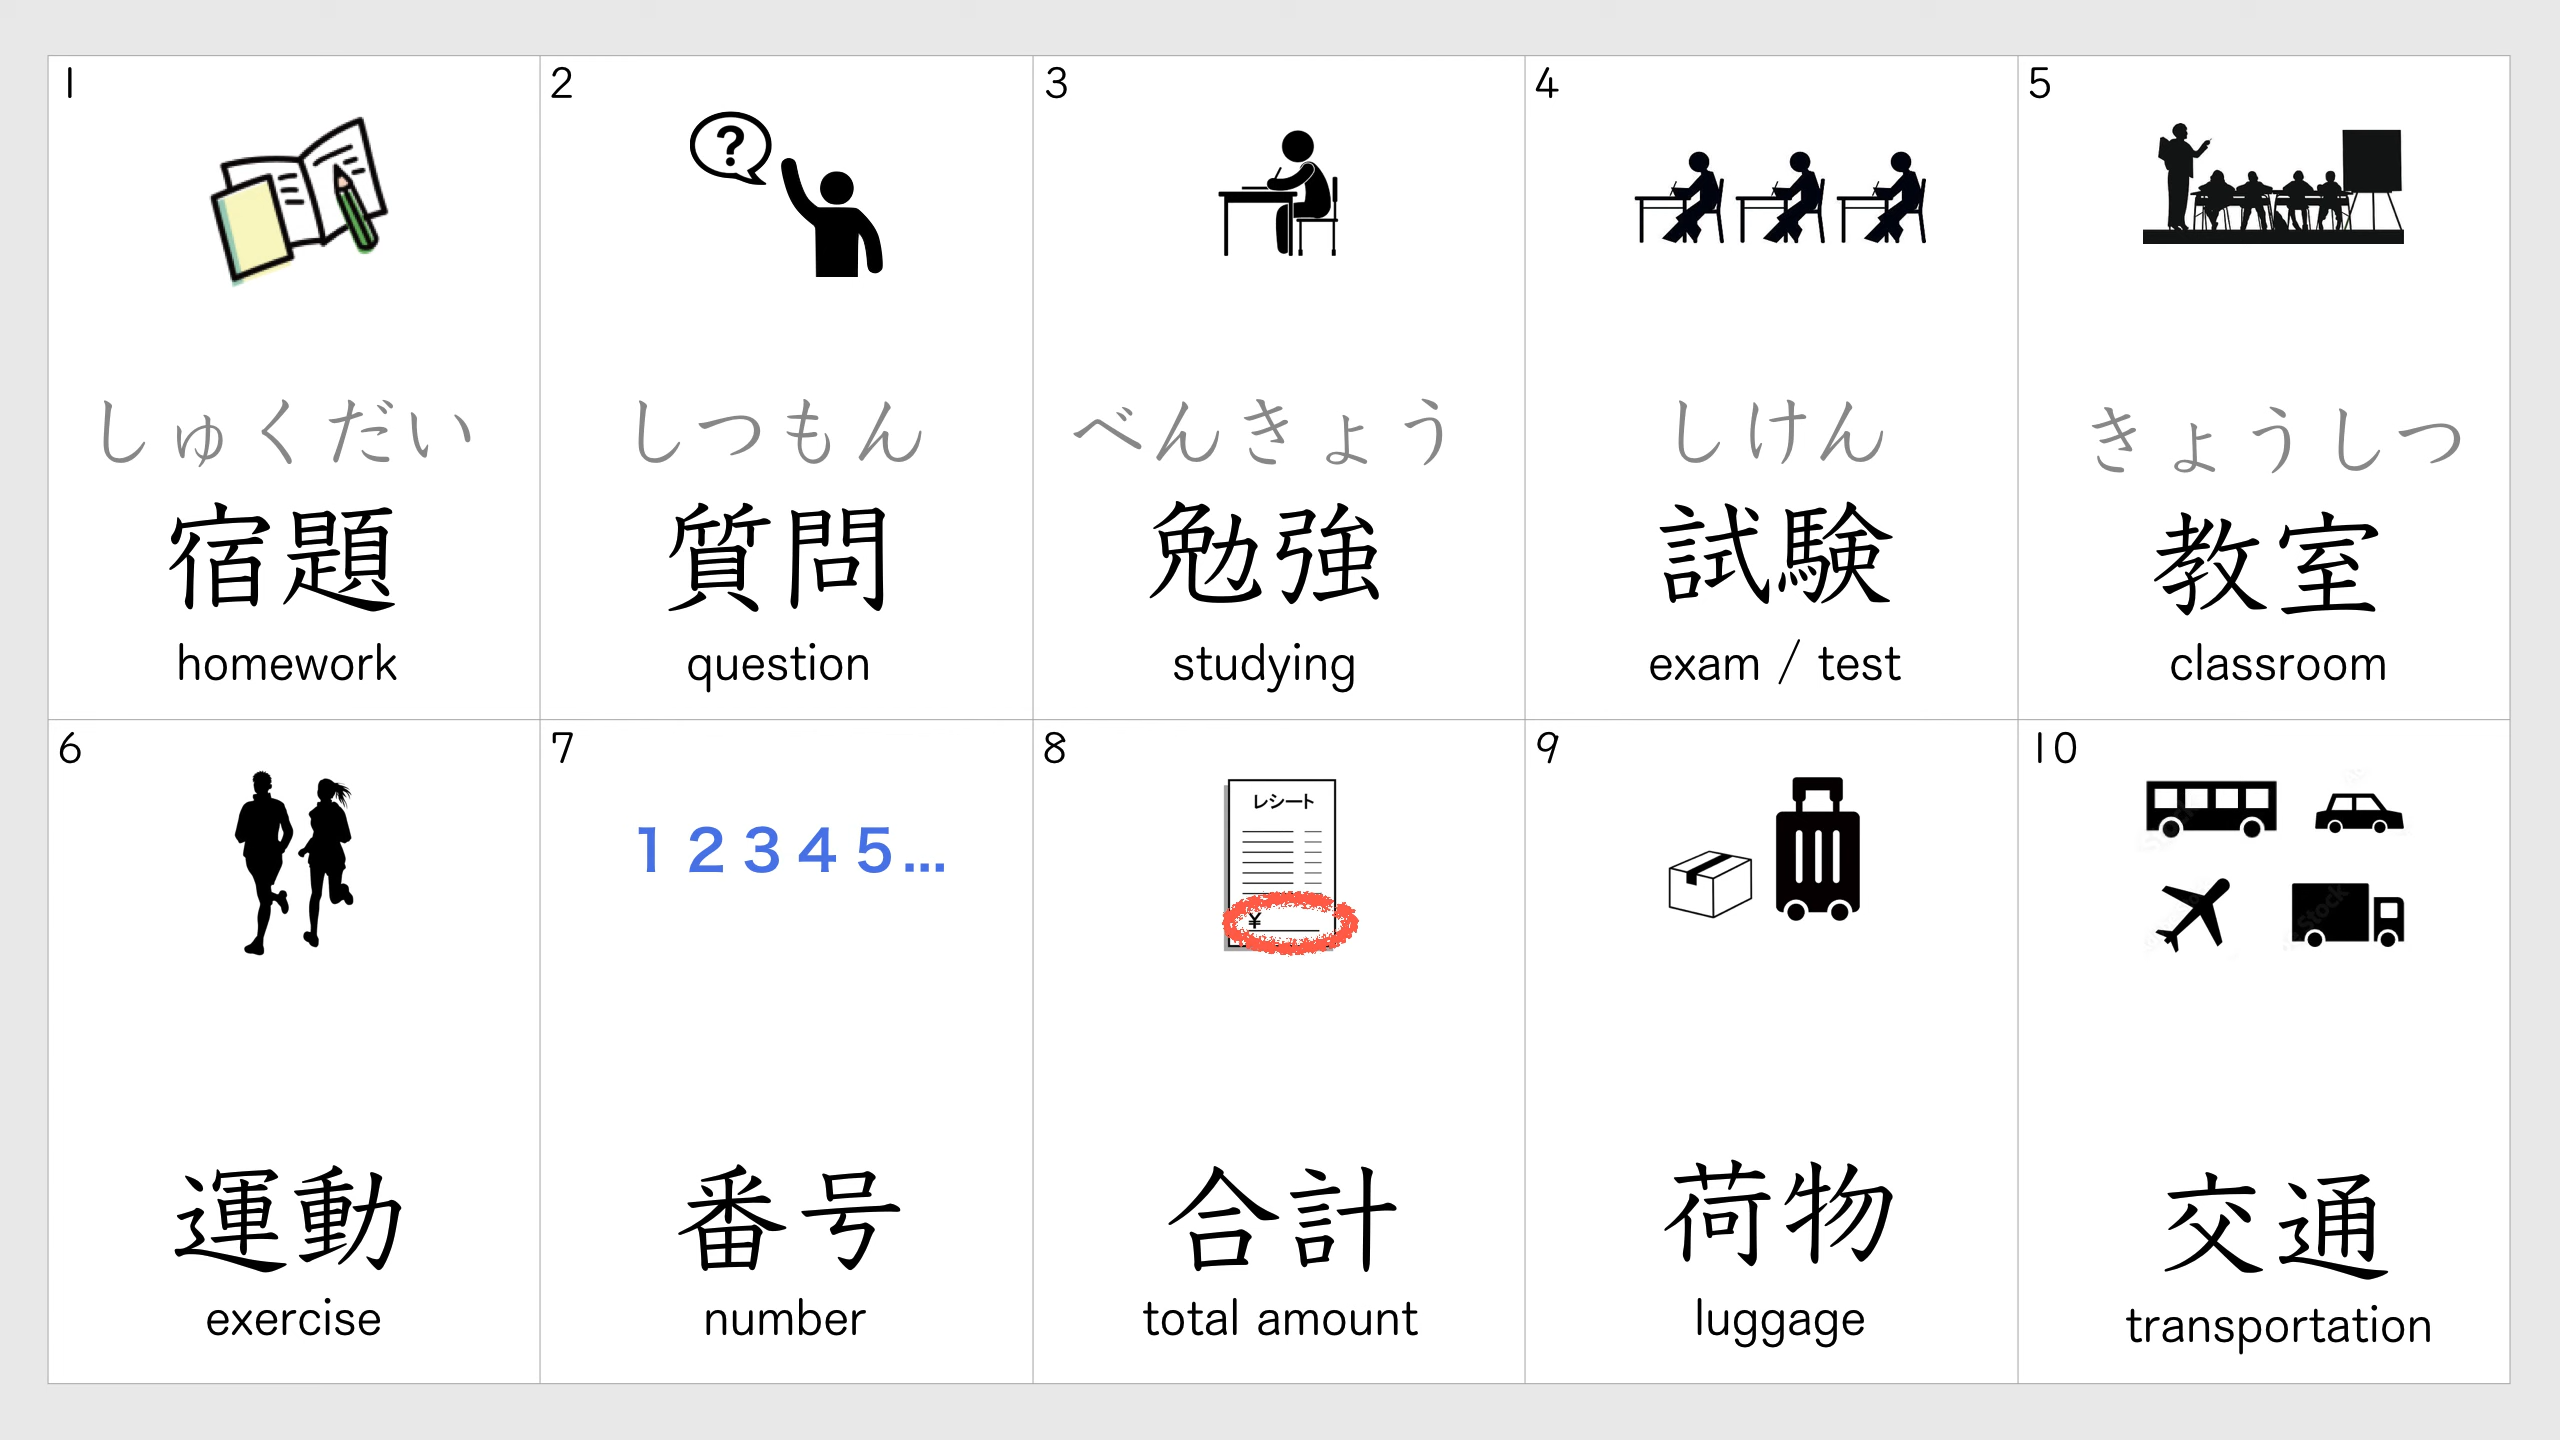 1
?
しゅくだい
宿題
homework
2
しつもん
質問
question
3
べんきょう
勉強
studying
4
しけん
試験
exam / test
5
きょうしつ
教室
classroom
6
運動
exercise
7
1 2 3 4 5...
番号
number
8
レシート
¥
合計
total amount
9
荷物
luggage
10
Stock
交通
transportation